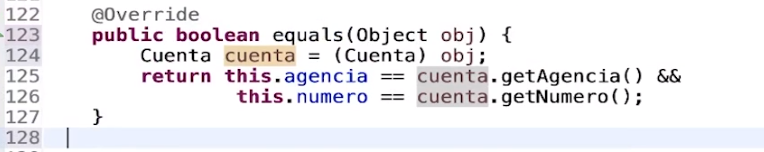 122 @Override
123 public boolean equals(Object obj) {
124 Cuenta cuenta = (Cuenta) obj;
125 return this.agencia == cuenta.getAgencia() &&
126 this.numero == cuenta.getNumero();
127 }
128